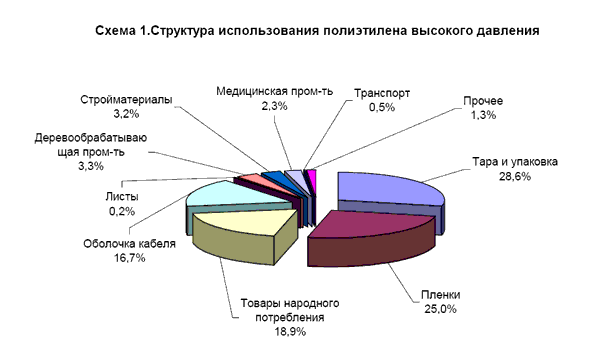 Схема 1.Структура использования полиэтилена высокого давления
Медицинская пром-ть
2,3%
Транспорт
0,5%
Прочее
1,3%
Стройматериалы
3,2%
Деревообрабатываю
щая пром-ть
3,3%
Тара и упаковка
28,6%
Листы
0,2%
Оболочка кабеля
16,7%
Пленки
25,0%
Товары народного
потребления
18,9%